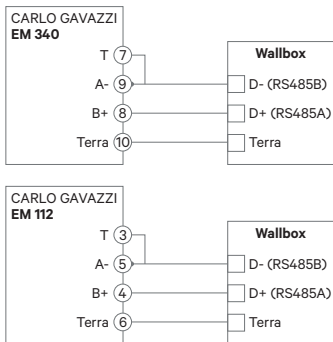 CARLO GAVAZZI
EM 340
T 7
A- 9
B+ 8
Terra 10
Wallbox
D- (RS485B)
D+ (RS485A)
Terra
CARLO GAVAZZI
EM 112
T 3
A- 5
B+ 4
Terra 6
Wallbox
D- (RS485B)
D+ (RS485A)
Terra